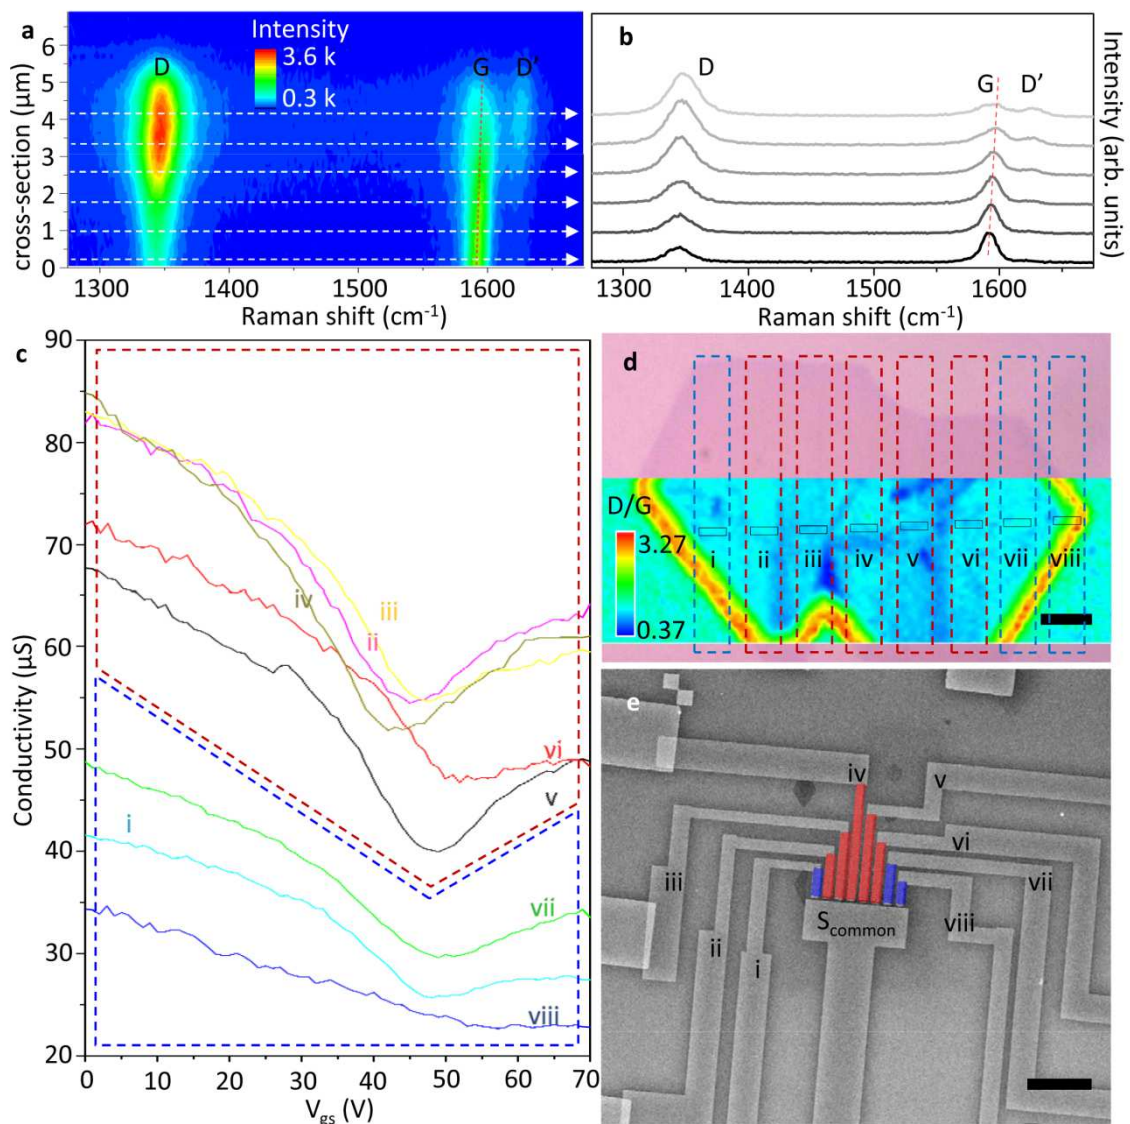 a
Intensity
3.6 k
0.3 k
D
G
D’
cross-section (µm)
6
5
4
3
2
1
0
1300
1400
1500
1600
Raman shift (cm-1)
b
D
G
D’
Intensity (arb. units)
1300
1400
1500
1600
Raman shift (cm-1)
c
90
80
70
60
50
40
30
20
Conductivity (µS)
iv
iii
ii
vi
v
i
vii
viii
0
10
20
30
40
50
60
70
Vgs (V)
d
D/G
3.27
0.37
i
ii
iii
iv
v
vi
vii
viii
e
iv
v
vi
iii
vii
ii
i
Scommon
viii